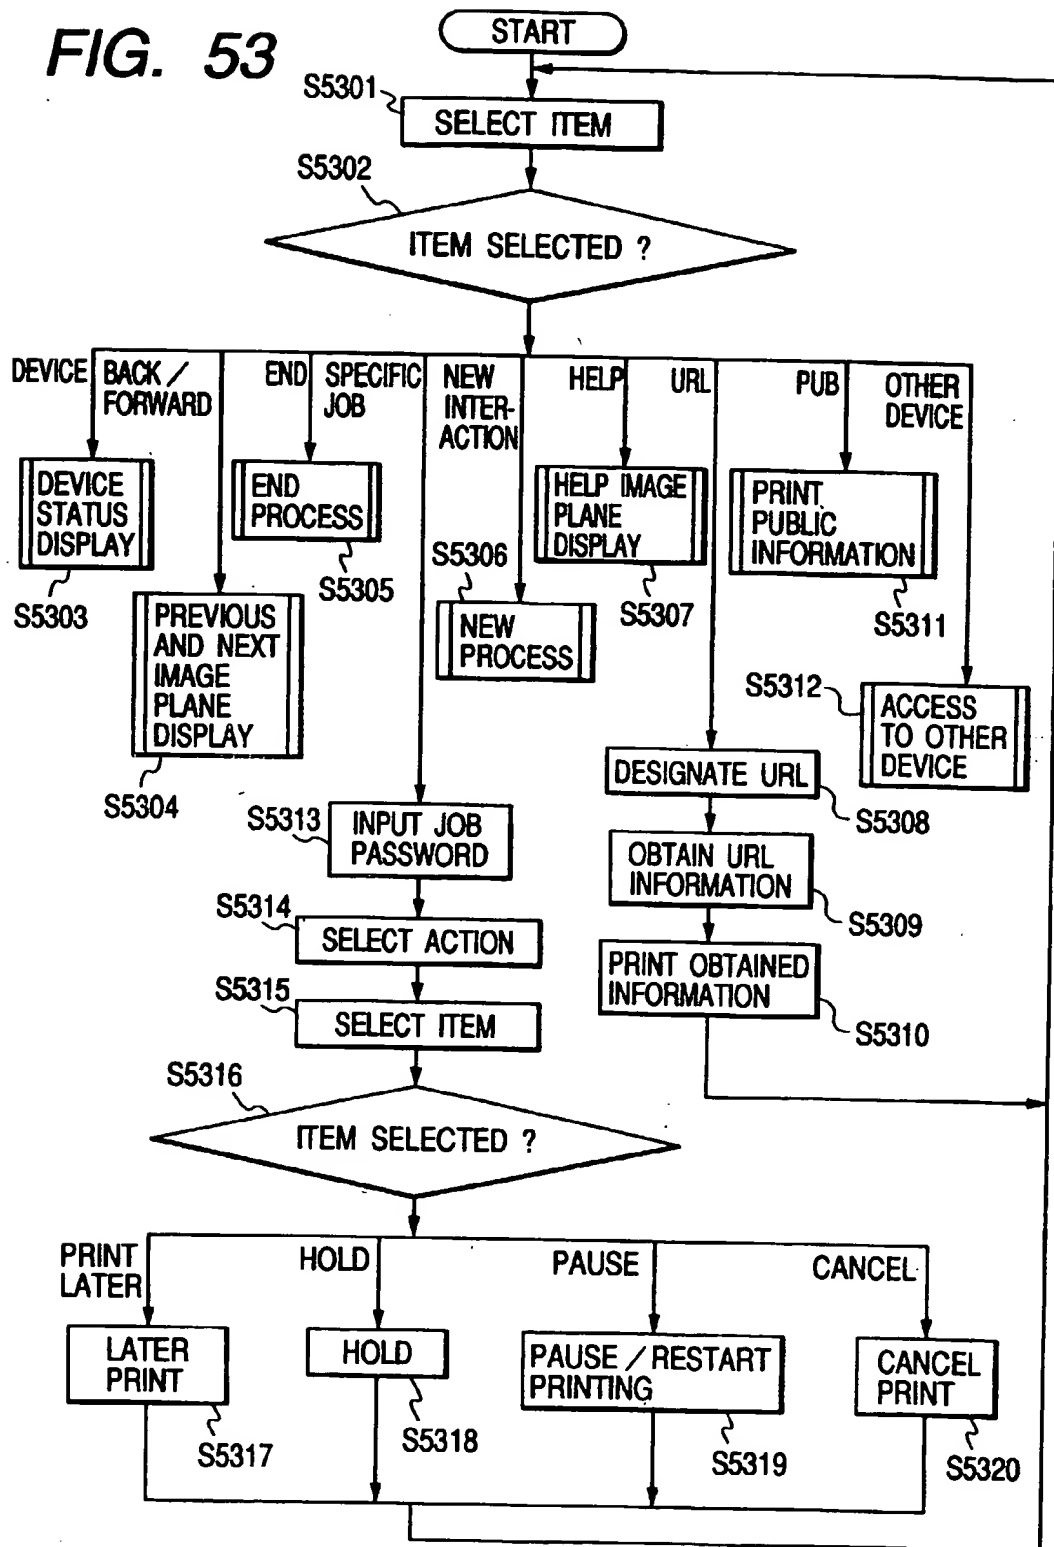 FIG. 53
START
S5301
SELECT ITEM
S5302
ITEM SELECTED ?
DEVICE
BACK /
FORWARD
END
SPECIFIC
JOB
NEW
INTER-
ACTION
HELP
URL
PUB
OTHER
DEVICE
DEVICE
STATUS
DISPLAY
S5303
PREVIOUS
AND NEXT
IMAGE
PLANE
DISPLAY
S5304
END
PROCESS
S5305
S5306
NEW
PROCESS
HELP IMAGE
PLANE
DISPLAY
S5307
PRINT
PUBLIC
INFORMATION
S5311
S5312
ACCESS
TO OTHER
DEVICE
DESIGNATE URL
S5308
OBTAIN URL
INFORMATION
S5309
PRINT OBTAINED
INFORMATION
S5310
S5313
INPUT JOB
PASSWORD
S5314
SELECT ACTION
S5315
SELECT ITEM
S5316
ITEM SELECTED ?
PRINT
LATER
HOLD
PAUSE
CANCEL
LATER
PRINT
S5317
HOLD
S5318
PAUSE / RESTART
PRINTING
S5319
CANCEL
PRINT
S5320